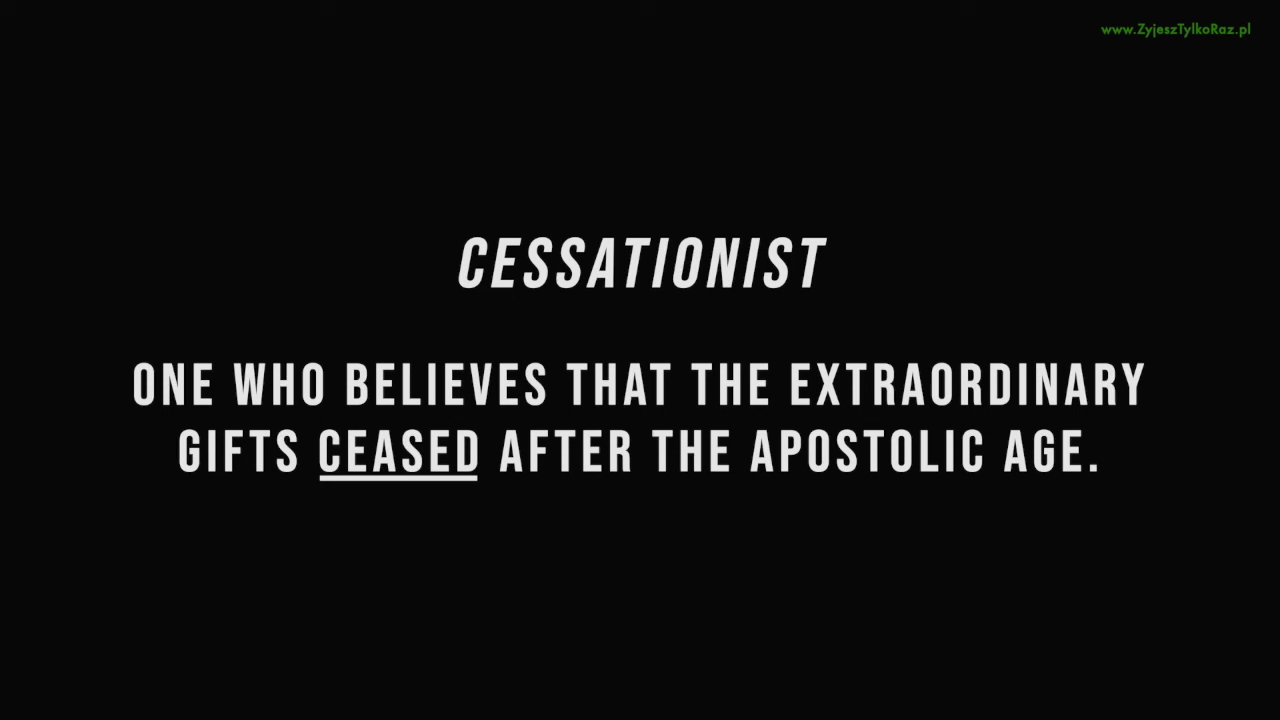 www.ZyjeszTylkoRaz.pl
CESSATIONIST
ONE WHO BELIEVES THAT THE EXTRAORDINARY
GIFTS CEASED AFTER THE APOSTOLIC AGE.